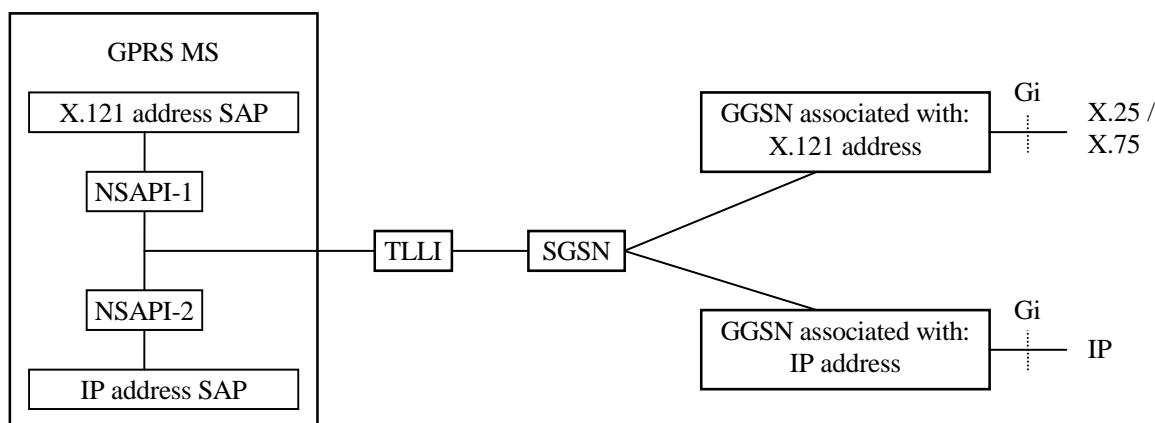 GPRS MS
X.121 address SAP
NSAPI-1
NSAPI-2
IP address SAP
TLLI
SGSN
GGSN associated with:
X.121 address
Gi
X.25 /
X.75
GGSN associated with:
IP address
Gi
IP